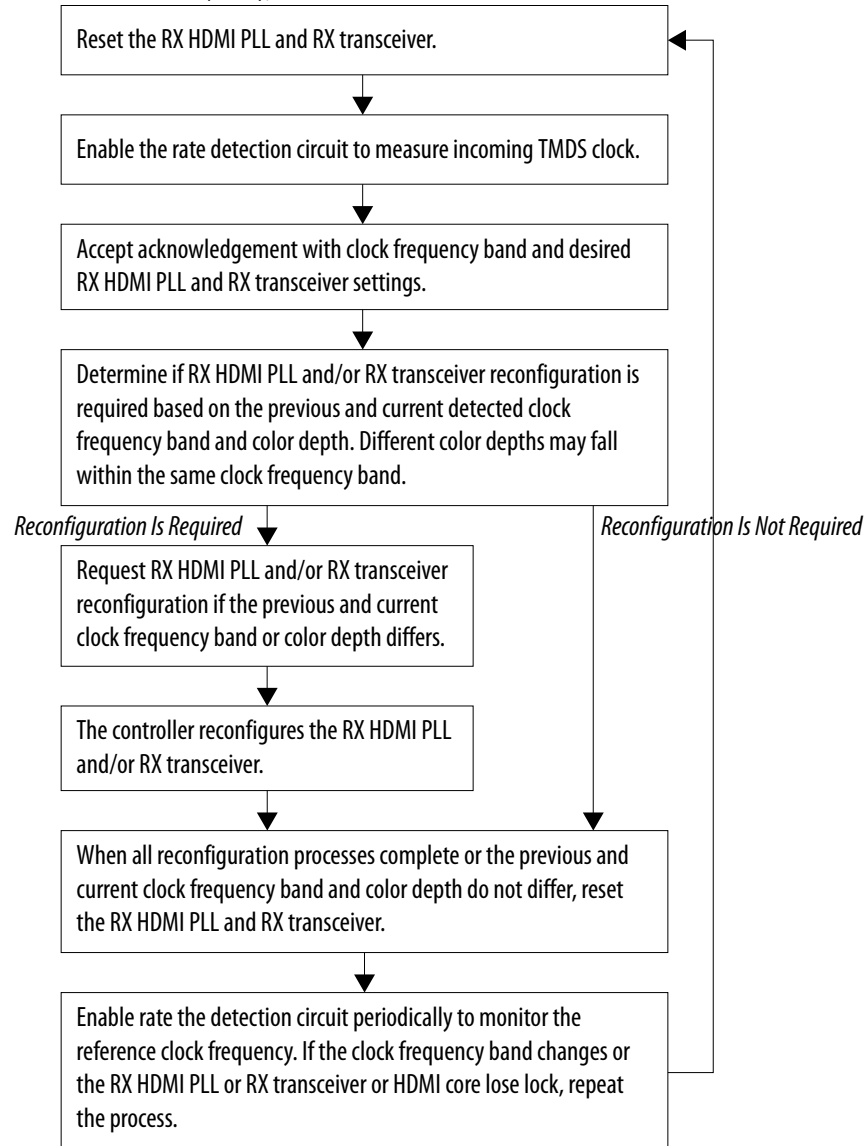 Reset the RX HDMI PLL and RX transceiver.
Enable the rate detection circuit to measure incoming TMDS clock.
Accept acknowledgement with clock frequency band and desired
RX HDMI PLL and RX transceiver settings.
Determine if RX HDMI PLL and/or RX transceiver reconfiguration is
required based on the previous and current detected clock
frequency band and color depth. Different color depths may fall
within the same clock frequency band.
Reconfiguration Is Required
Reconfiguration Is Not Required
Request RX HDMI PLL and/or RX transceiver
reconfiguration if the previous and current
clock frequency band or color depth differs.
The controller reconfigures the RX HDMI PLL
and/or RX transceiver.
When all reconfiguration processes complete or the previous and
current clock frequency band and color depth do not differ, reset
the RX HDMI PLL and RX transceiver.
Enable rate the detection circuit periodically to monitor the
reference clock frequency. If the clock frequency band changes or
the RX HDMI PLL or RX transceiver or HDMI core lose lock, repeat
the process.